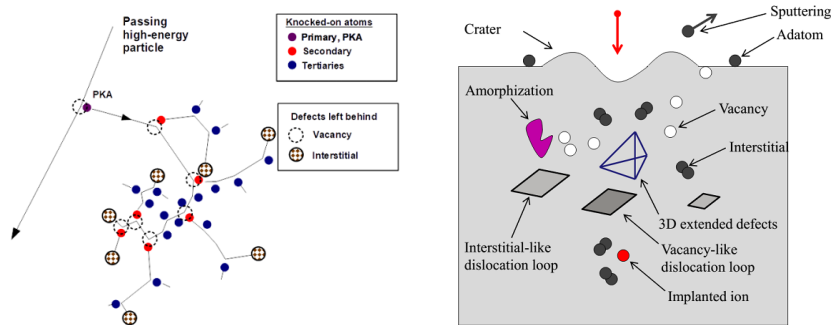 Passing
high-energy
particle
PKA
Knocked-on atoms
Primary, PKA
Secondary
Tertiaries
Defects left behind
Vacancy
Interstitial
Crater
Sputtering
Adatom
Amorphization
Vacancy
Interstitial
3D extended defects
Interstitial-like
dislocation loop
Vacancy-like
dislocation loop
Implanted ion